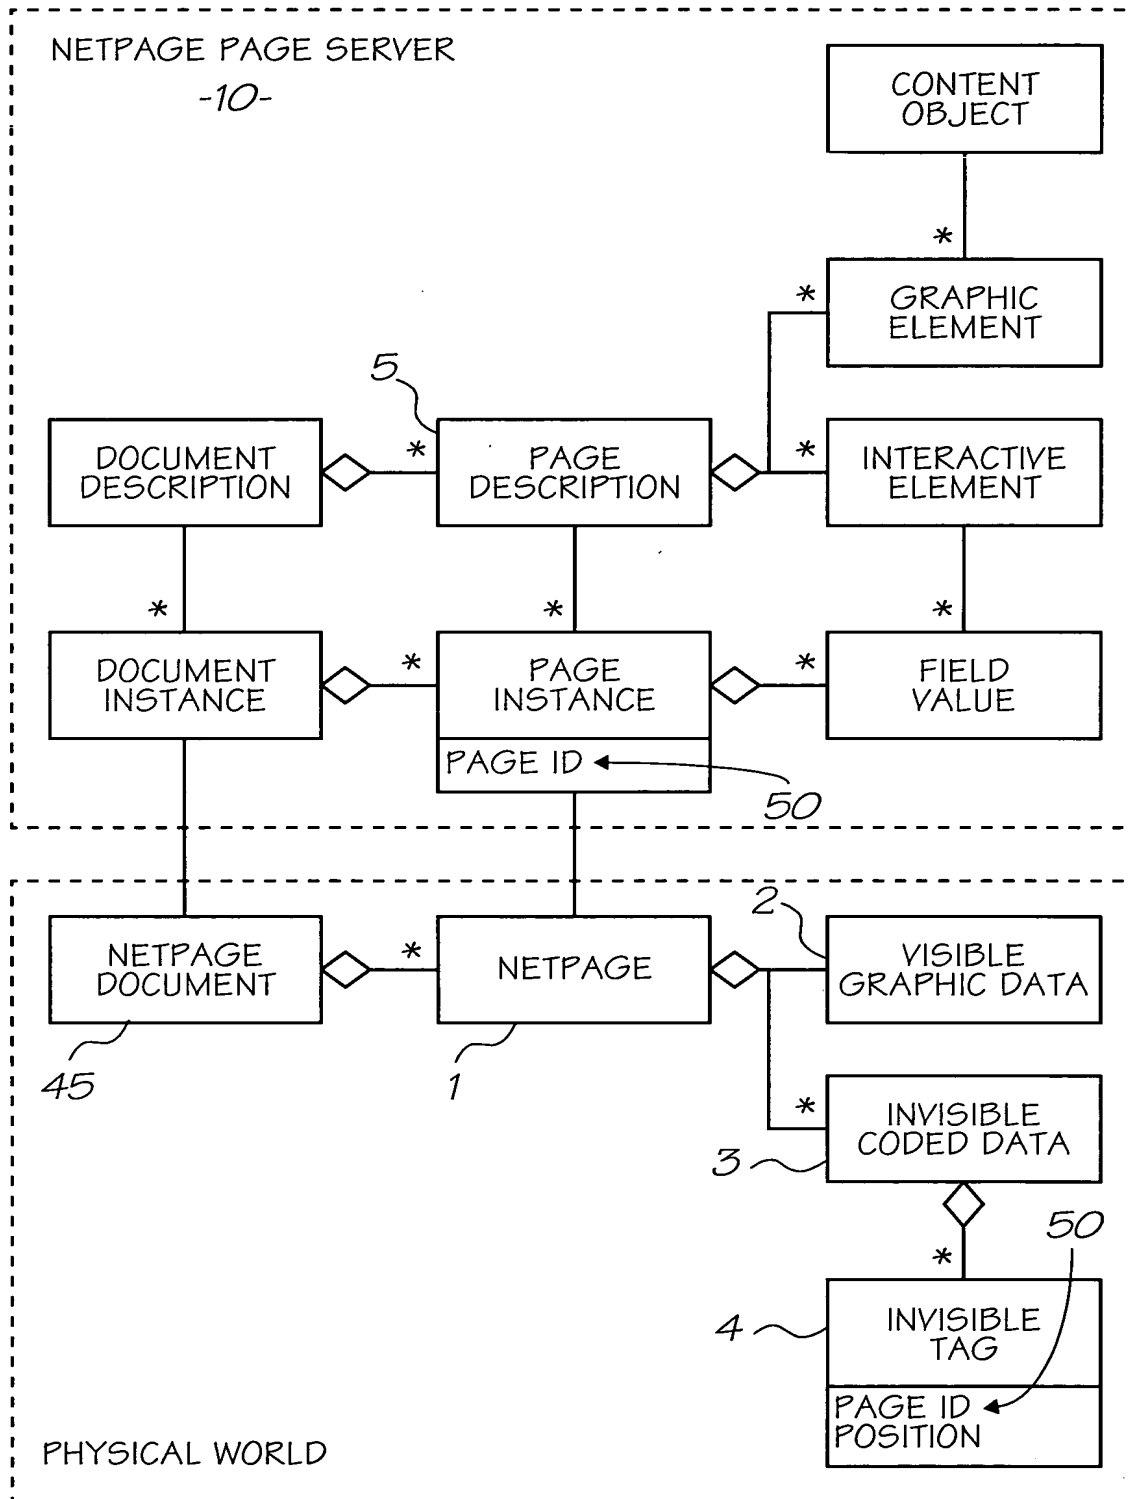 NETPAGE PAGE SERVER
-10-
CONTENT
OBJECT
*
*
GRAPHIC
ELEMENT
5
DOCUMENT
DESCRIPTION
*
PAGE
DESCRIPTION
*
INTERACTIVE
ELEMENT
*
*
*
DOCUMENT
INSTANCE
*
PAGE
INSTANCE
*
FIELD
VALUE
PAGE ID
50
2
NETPAGE
DOCUMENT
*
NETPAGE
VISIBLE
GRAPHIC DATA
45
1
*
INVISIBLE
CODED DATA
3
50
*
4
INVISIBLE
TAG
PAGE ID
POSITION
PHYSICAL WORLD